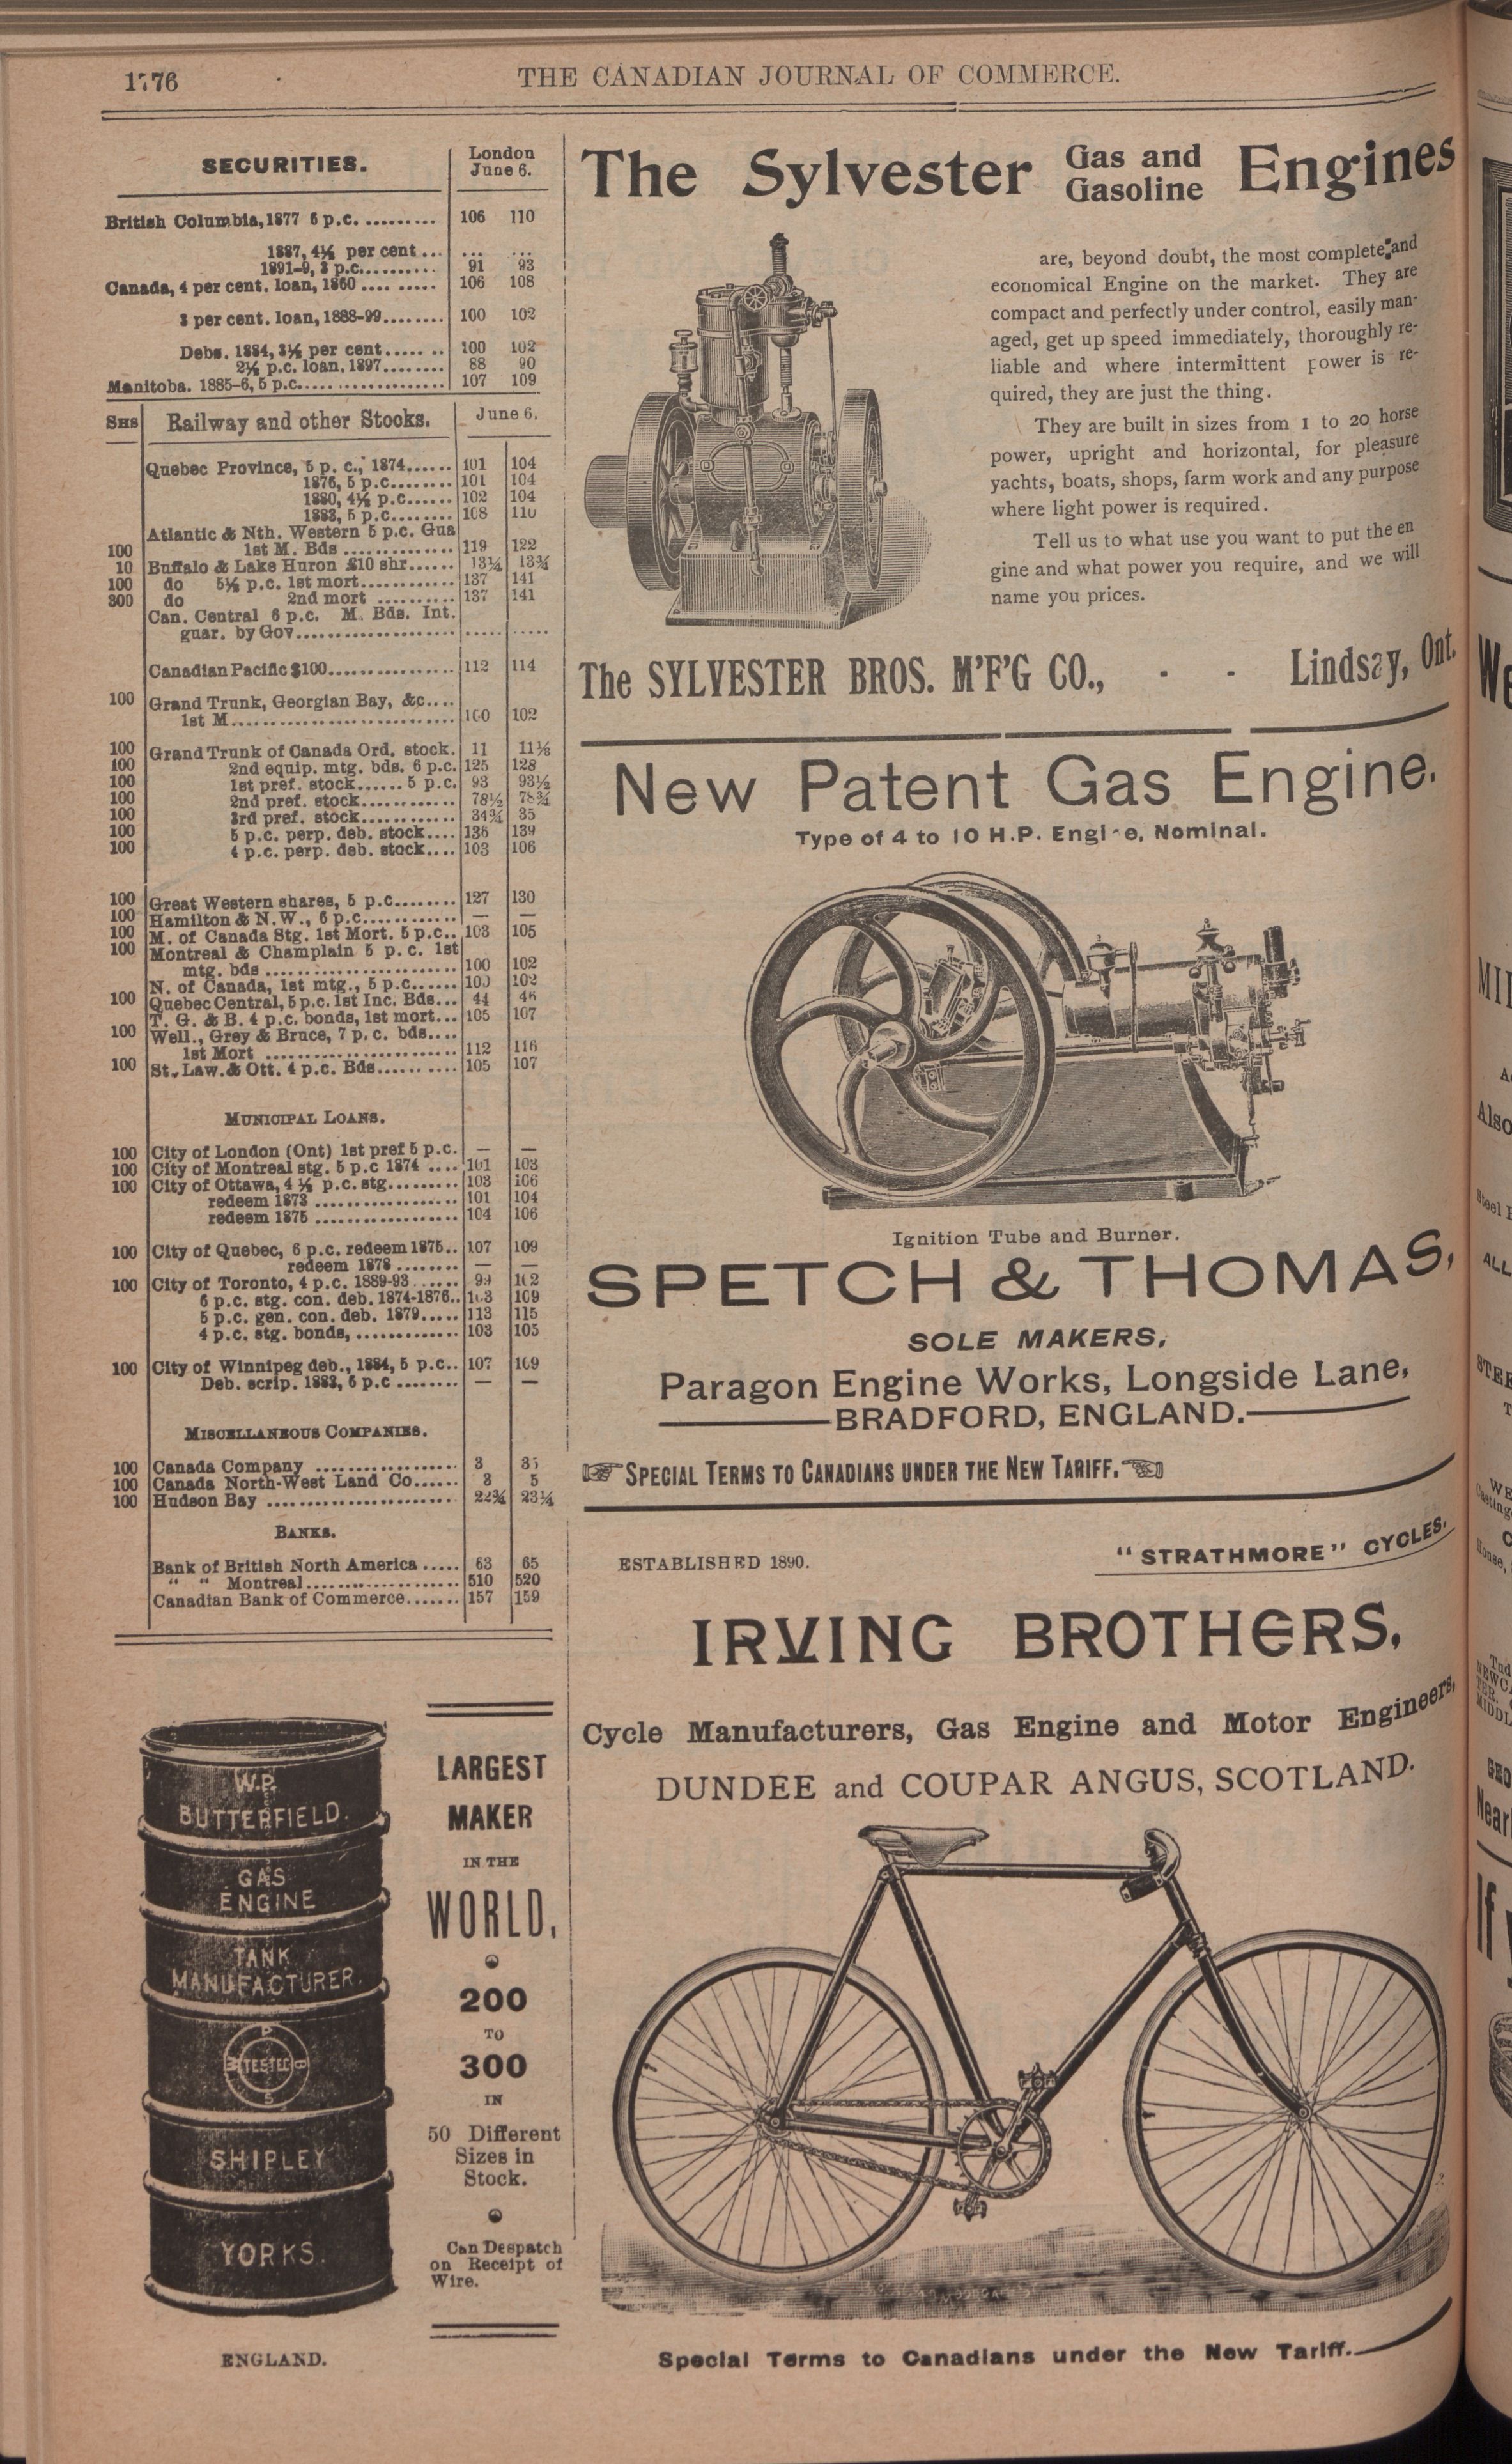 1776
THE CANADIAN JOURNAL OF COMMERCE.
SECURITIES.
London
June 6.
British Columbia, 1877 6 p.c. ......... 106 110
1887, 4½ per cent... ... ...
1891-9, 3 p.c.......... 91 93
Canada, 4 per cent. loan, 1860 .... ..... 106 108
3 per cent. loan, 1888-99........ 100 102
Debs. 1884, 3½ per cent...... .. 100 102
2½ p.c. loan, 1897........ 88 90
Manitoba. 1885-6, 5 p.c.................... 107 109
SHS Railway and other Stocks. June 6.
Quebec Province, 5 p. c., 1874...... 101 104
1876, 5 p.c........ 101 104
1880, 4½ p.c...... 102 104
1883, 5 p.c........ 108 110
Atlantic & Nth. Western 5 p.c. Gua
100 1st M. Bds .............. 119 122
10 Buffalo & Lake Huron £10 shr...... 13¼ 13¾
100 do 5½ p.c. 1st mort............ 137 141
300 do 2nd mort .......... 137 141
Can. Central 6 p.c. M. Bds. Int.
guar. by Gov.................... ..... .....
Canadian Pacific $100................ 112 114
100 Grand Trunk, Georgian Bay, &c....
1st M............................ 100 102
100 Grand Trunk of Canada Ord. stock. 11 11⅛
100 2nd equip. mtg. bds. 6 p.c. 125 128
100 1st pref. stock...... 5 p.c. 93 93½
100 2nd pref. stock............ 78½ 78¾
100 3rd pref. stock............ 34¾ 35
100 5 p.c. perp. deb. stock.... 136 139
100 4 p.c. perp. deb. stock.... 103 106
100 Great Western shares, 5 p.c........ 127 130
100 Hamilton & N.W., 6 p.c............ — —
100 M. of Canada Stg. 1st Mort. 5 p.c.. 103 105
100 Montreal & Champlain 5 p. c. 1st
mtg. bds ........................ 100 102
N. of Canada, 1st mtg., 5 p.c...... 100 102
100 Quebec Central, 5 p.c. 1st Inc. Bds... 44 46
T. G. & B. 4 p.c. bonds, 1st mort... 105 107
100 Well., Grey & Bruce, 7 p.c. bds....
1st Mort ........................ 112 116
100 St. Law. & Ott. 4 p.c. Bds.......... 105 107
MUNICIPAL LOANS.
100 City of London (Ont) 1st pref 5 p.c. — —
100 City of Montreal stg. 5 p.c 1874 .... 101 103
100 City of Ottawa, 4½ p.c. stg......... 103 106
redeem 1873 .................. 101 104
redeem 1875 .................. 104 106
100 City of Quebec, 6 p.c. redeem 1875.. 107 109
redeem 1878 ........ — —
100 City of Toronto, 4 p.c. 1889-93 ...... 99 102
6 p.c. stg. con. deb. 1874-1876.. 103 109
5 p.c. gen. con. deb. 1879..... 113 115
4 p.c. stg. bonds, ............. 103 105
100 City of Winnipeg deb., 1884, 5 p.c.. 107 109
Deb. scrip. 1883, 6 p.c ........ — —
MISCELLANEOUS COMPANIES.
100 Canada Company .................. 3
100 Canada North-West Land Co...... 3 5
100 Hudson Bay ........................ 22¾ 23¼
BANKS.
Bank of British North America ..... 63 65
“ “ Montreal.................... 510 520
Canadian Bank of Commerce....... 157 159
W.P.
BUTTERFIELD.
GAS
ENGINE
TANK
MANUFACTURER.
TESTED
SHIPLEY
YORKS.
ENGLAND.
LARGEST
MAKER
IN THE
WORLD.
200
TO
300
IN
50 Different
Sizes in
Stock.
Can Despatch
on Receipt of
Wire.
The Sylvester Gas and Gasoline Engines
are, beyond doubt, the most complete and
economical Engine on the market. They are
compact and perfectly under control, easily man-
aged, get up speed immediately, thoroughly re-
liable and where intermittent power is re-
quired, they are just the thing.
They are built in sizes from 1 to 20 horse
power, upright and horizontal, for pleasure
yachts, boats, shops, farm work and any purpose
where light power is required.
Tell us to what use you want to put the en
gine and what power you require, and we will
name you prices.
The SYLVESTER BROS. M'F'G CO., - - Lindsay, Ont.
New Patent Gas Engine.
Type of 4 to 10 H.P. Engine, Nominal.
Ignition Tube and Burner.
SPETCH & THOMAS,
SOLE MAKERS,
Paragon Engine Works, Longside Lane,
BRADFORD, ENGLAND.
SPECIAL TERMS TO CANADIANS UNDER THE NEW TARIFF.
ESTABLISHED 1890.
“STRATHMORE” CYCLES.
IRVING BROTHERS,
Cycle Manufacturers, Gas Engine and Motor Engineers,
DUNDEE and COUPAR ANGUS, SCOTLAND.
Special Terms to Canadians under the New Tariff.